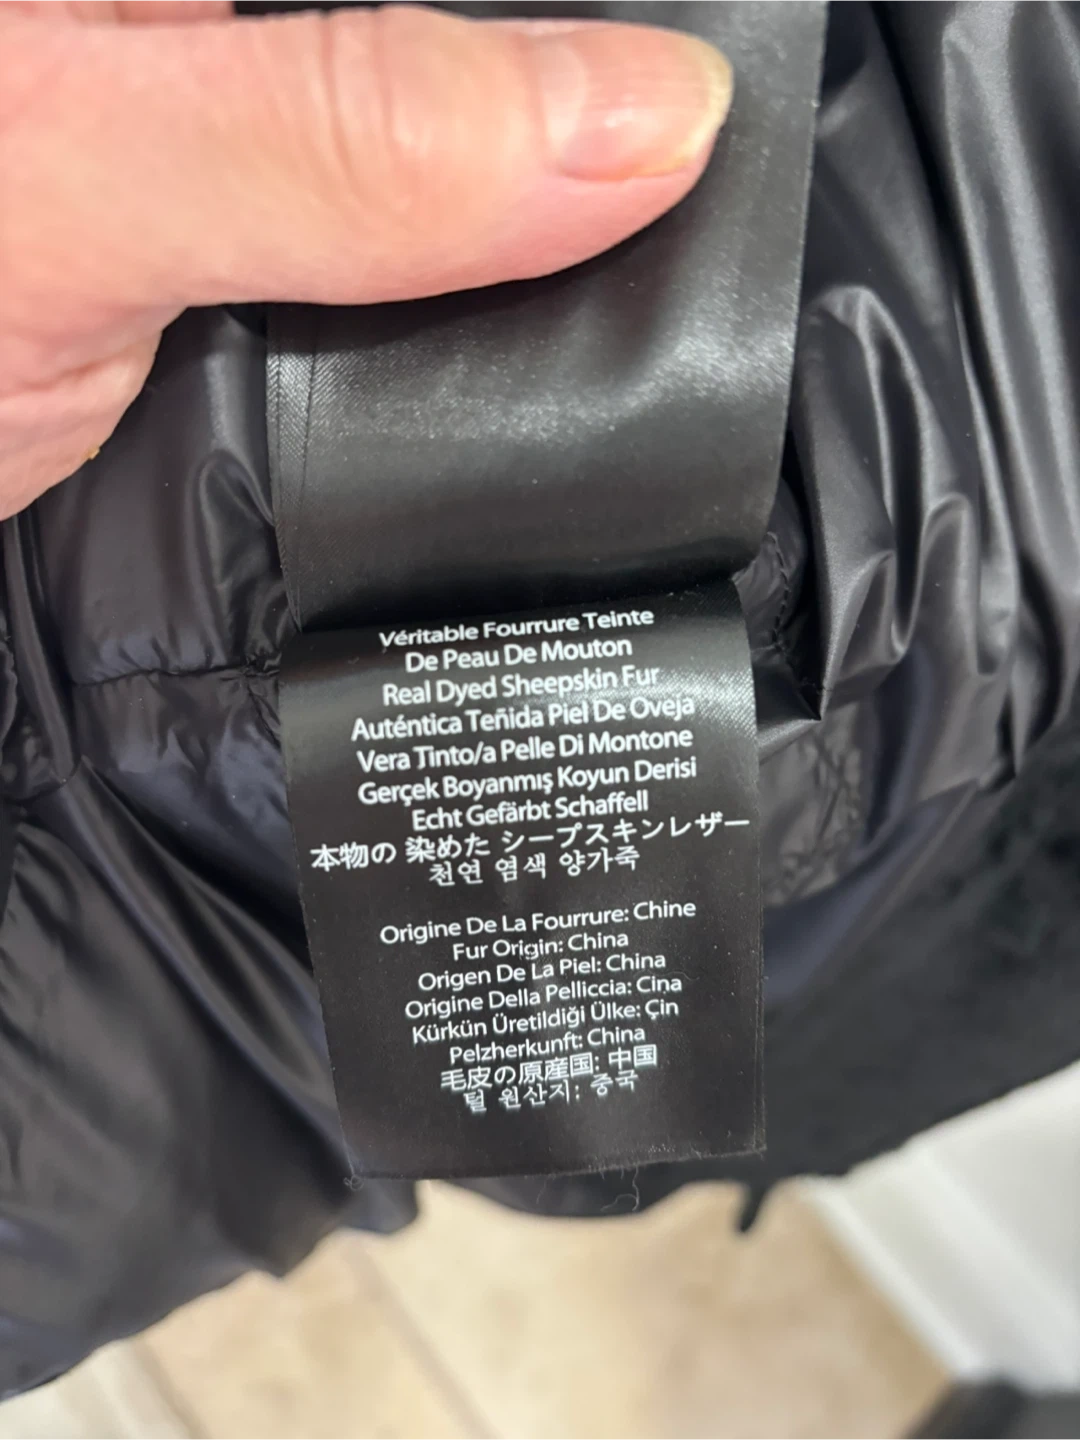 Véritable Fourrure Teinte
De Peau De Mouton
Real Dyed Sheepskin Fur
Auténtica Teñida Piel De Oveja
Vera Tinto/a Pelle Di Montone
Gerçek Boyanmış Koyun Derisi
Echt Gefärbt Schaffell
本物の 染めた シープスキンレザー
천연 염색 양가죽
Origine De La Fourrure: Chine
Fur Origin: China
Origen De La Piel: China
Origine Della Pelliccia: Cina
Kürkün Üretildiği Ülke: Çin
Pelzherkunft: China
毛皮の原産国: 中国
털 원산지: 중국